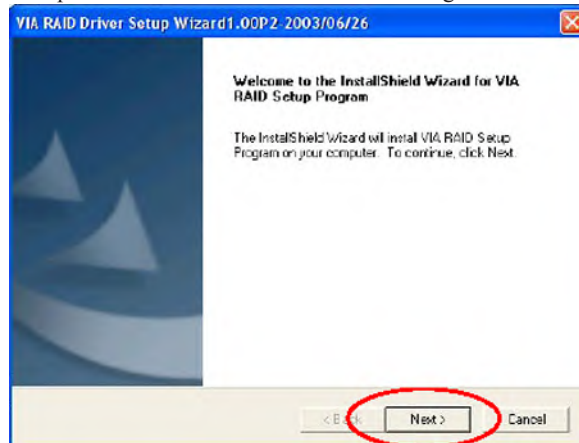 VIA RAID Driver Setup Wizard1.00P2-2003/06/26
Welcome to the InstallShield Wizard for VIA
RAID Setup Program
The InstallShield Wizard will install VIA RAID Setup
Program on your computer. To continue, click Next.
< Back
Next >
Cancel